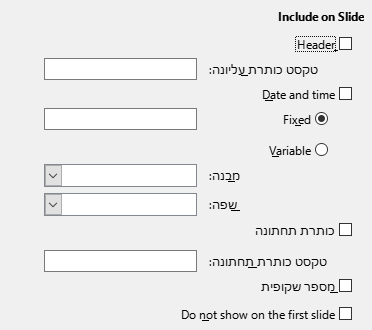 Include on Slide
Header
טקסט כותרת עליונה:
Date and time
Fixed
Variable
מבנה:
שפה:
כותרת תחתונה
טקסט כותרת תחתונה:
מספר שקופית
Do not show on the first slide